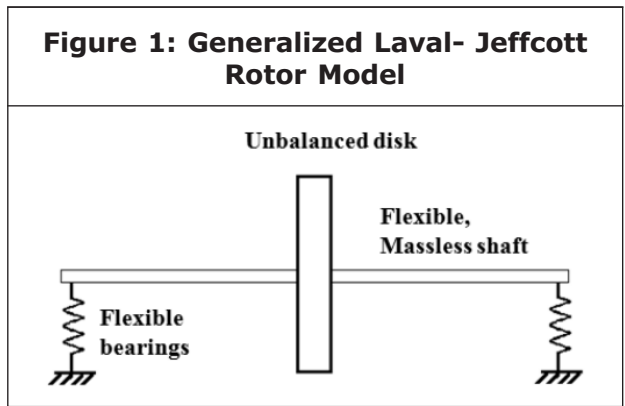 Figure 1: Generalized Laval- Jeffcott
Rotor Model
Unbalanced disk
Flexible,
Massless shaft
Flexible
bearings